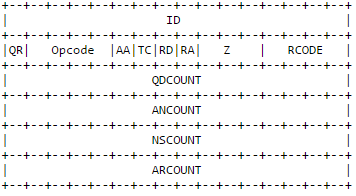 +--+--+--+--+--+--+--+--+--+--+--+--+--+--+--+--+
|                      ID                       |
+--+--+--+--+--+--+--+--+--+--+--+--+--+--+--+--+
|QR|   Opcode  |AA|TC|RD|RA|   Z    |   RCODE   |
+--+--+--+--+--+--+--+--+--+--+--+--+--+--+--+--+
|                    QDCOUNT                    |
+--+--+--+--+--+--+--+--+--+--+--+--+--+--+--+--+
|                    ANCOUNT                    |
+--+--+--+--+--+--+--+--+--+--+--+--+--+--+--+--+
|                    NSCOUNT                    |
+--+--+--+--+--+--+--+--+--+--+--+--+--+--+--+--+
|                    ARCOUNT                    |
+--+--+--+--+--+--+--+--+--+--+--+--+--+--+--+--+